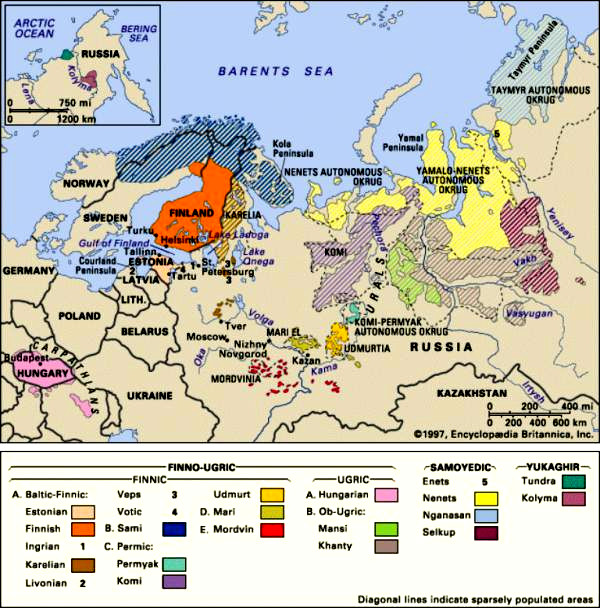 ARCTIC
OCEAN
BERING
SEA
RUSSIA
Kolyma
Lena
0 750 mi
0 1200 km
BARENTS SEA
Taymyr Peninsula
TAYMYR AUTONOMOUS
OKRUG
5
Kola
Peninsula
Yamal
Peninsula
NENETS AUTONOMOUS
OKRUG
YAMALO-NENETS
AUTONOMOUS
OKRUG
NORWAY
SWEDEN
FINLAND
KARELIA
Turku
Helsinki
Lake Ladoga
Gulf of Finland
Tallinn
Lake
Onega
Pechora
KOMI
URALS
Yenisey
Vakh
Vasyugan
GERMANY
Courland
Peninsula
ESTONIA
2
4
1
St.
Petersburg
3
3
LATVIA
Tartu
LITH.
POLAND
BELARUS
Tver
Volga
Moscow
MARI EL
KOMI-PERMYAK
AUTONOMOUS OKRUG
Nizhny
Novgorod
Kazan
UDMURTIA
RUSSIA
Oka
Kama
MORDVINIA
CARPATHIANS
Budapest
HUNGARY
UKRAINE
KAZAKHSTAN
Irtysh
0 200 400 mi
0 200 400 600 km
©1997, Encyclopædia Britannica, Inc.
FINNO-UGRIC
SAMOYEDIC
YUKAGHIR
FINNIC
UGRIC
A. Baltic-Finnic:
Estonian
Finnish
Ingrian 1
Karelian
Livonian 2
Veps 3
Votic 4
B. Sami
C. Permic:
Permyak
Komi
Udmurt
D. Mari
E. Mordvin
A. Hungarian
B. Ob-Ugric:
Mansi
Khanty
Enets 5
Nenets
Nganasan
Selkup
Tundra
Kolyma
Diagonal lines indicate sparsely populated areas